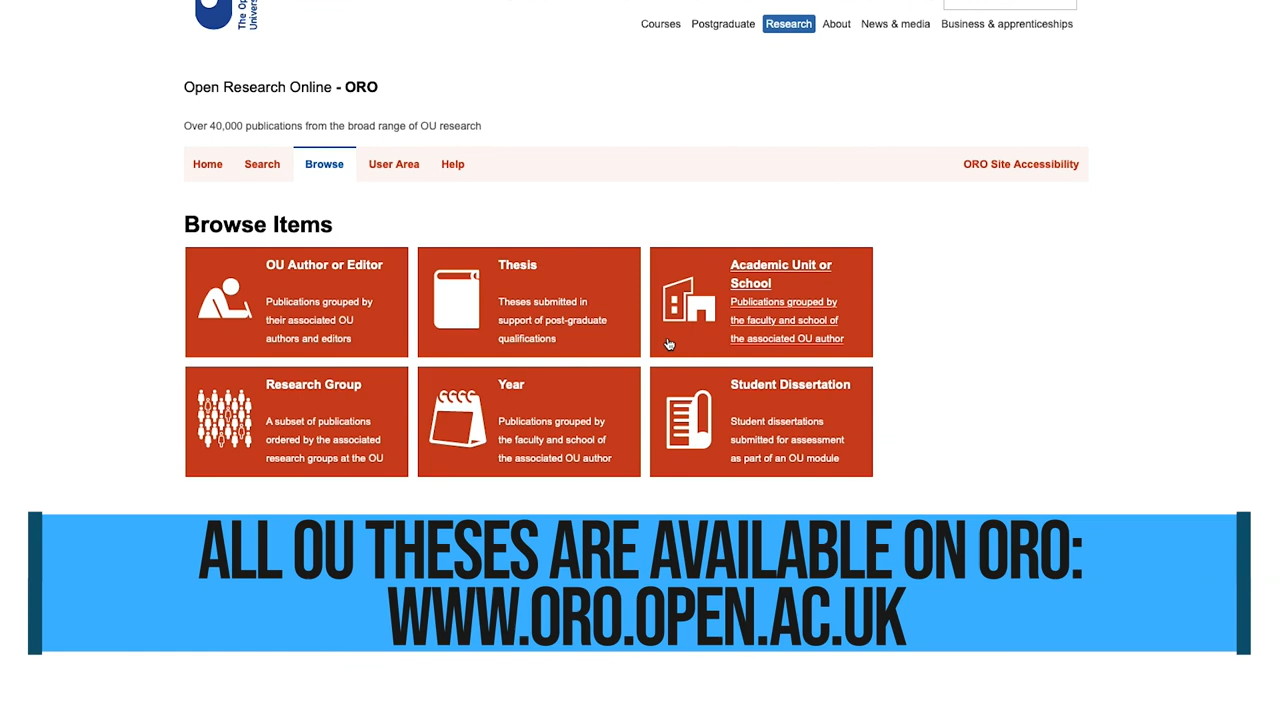 The Op
Univers
Courses Postgraduate Research About News & media Business & apprenticeships
Open Research Online - ORO
Over 40,000 publications from the broad range of OU research
Home Search Browse User Area Help ORO Site Accessibility
Browse Items
OU Author or Editor
Publications grouped by
their associated OU
authors and editors
Thesis
Theses submitted in
support of post-graduate
qualifications
Academic Unit or
School
Publications grouped by
the faculty and school of
the associated OU author
Research Group
A subset of publications
ordered by the associated
research groups at the OU
Year
Publications grouped by
the faculty and school of
the associated OU author
Student Dissertation
Student dissertations
submitted for assessment
as part of an OU module
ALL OU THESES ARE AVAILABLE ON ORO:
WWW.ORO.OPEN.AC.UK